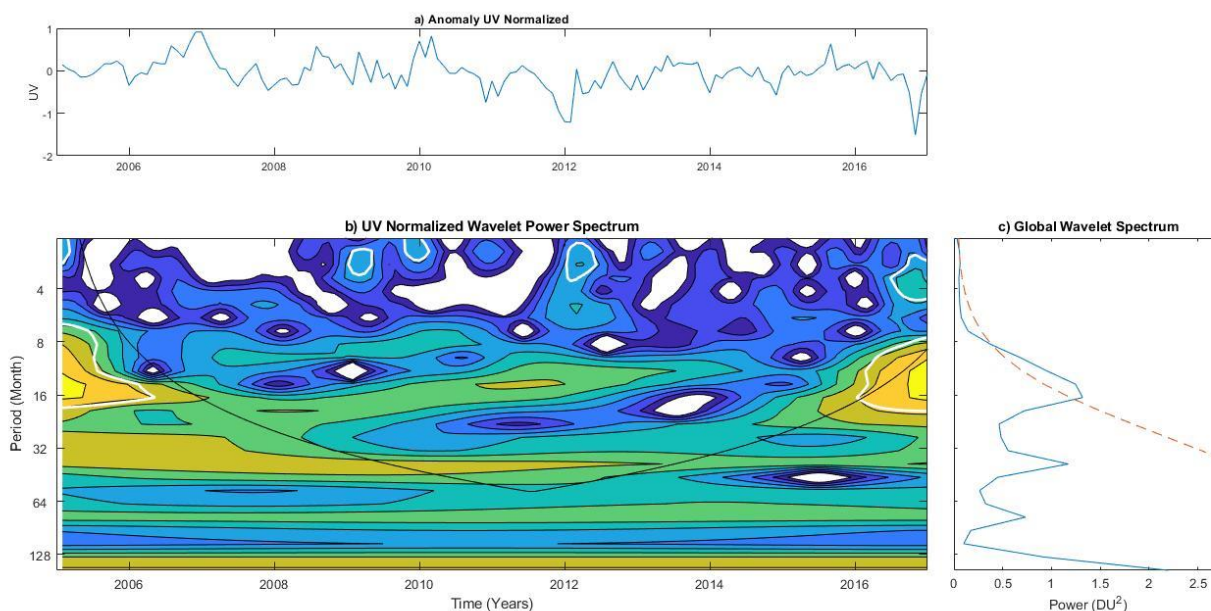 a) Anomaly UV Normalized
1
0
-1
-2
UV
2006 2008 2010 2012 2014 2016
b) UV Normalized Wavelet Power Spectrum
4
8
16
32
64
128
Period (Month)
2006 2008 2010 2012 2014 2016
Time (Years)
c) Global Wavelet Spectrum
0 0.5 1 1.5 2 2.5
Power (DU²)